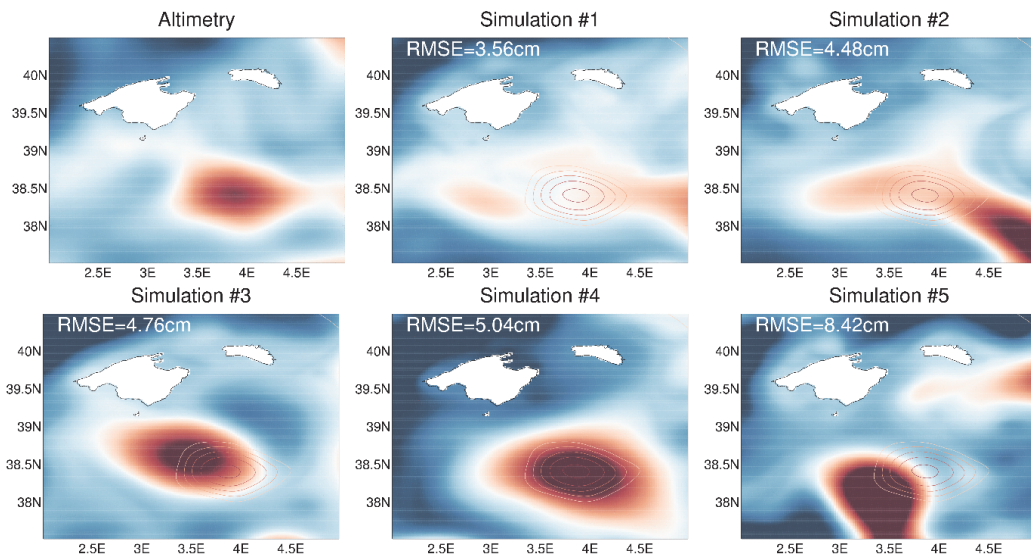 Altimetry
Simulation #1
Simulation #2
RMSE=3.56cm
RMSE=4.48cm
40N
39.5N
39N
38.5N
38N
40N
39.5N
39N
38.5N
38N
40N
39.5N
39N
38.5N
38N
2.5E 3E 3.5E 4E 4.5E
2.5E 3E 3.5E 4E 4.5E
2.5E 3E 3.5E 4E 4.5E
Simulation #3
Simulation #4
Simulation #5
RMSE=4.76cm
RMSE=5.04cm
RMSE=8.42cm
40N
39.5N
39N
38.5N
38N
40N
39.5N
39N
38.5N
38N
40N
39.5N
39N
38.5N
38N
2.5E 3E 3.5E 4E 4.5E
2.5E 3E 3.5E 4E 4.5E
2.5E 3E 3.5E 4E 4.5E